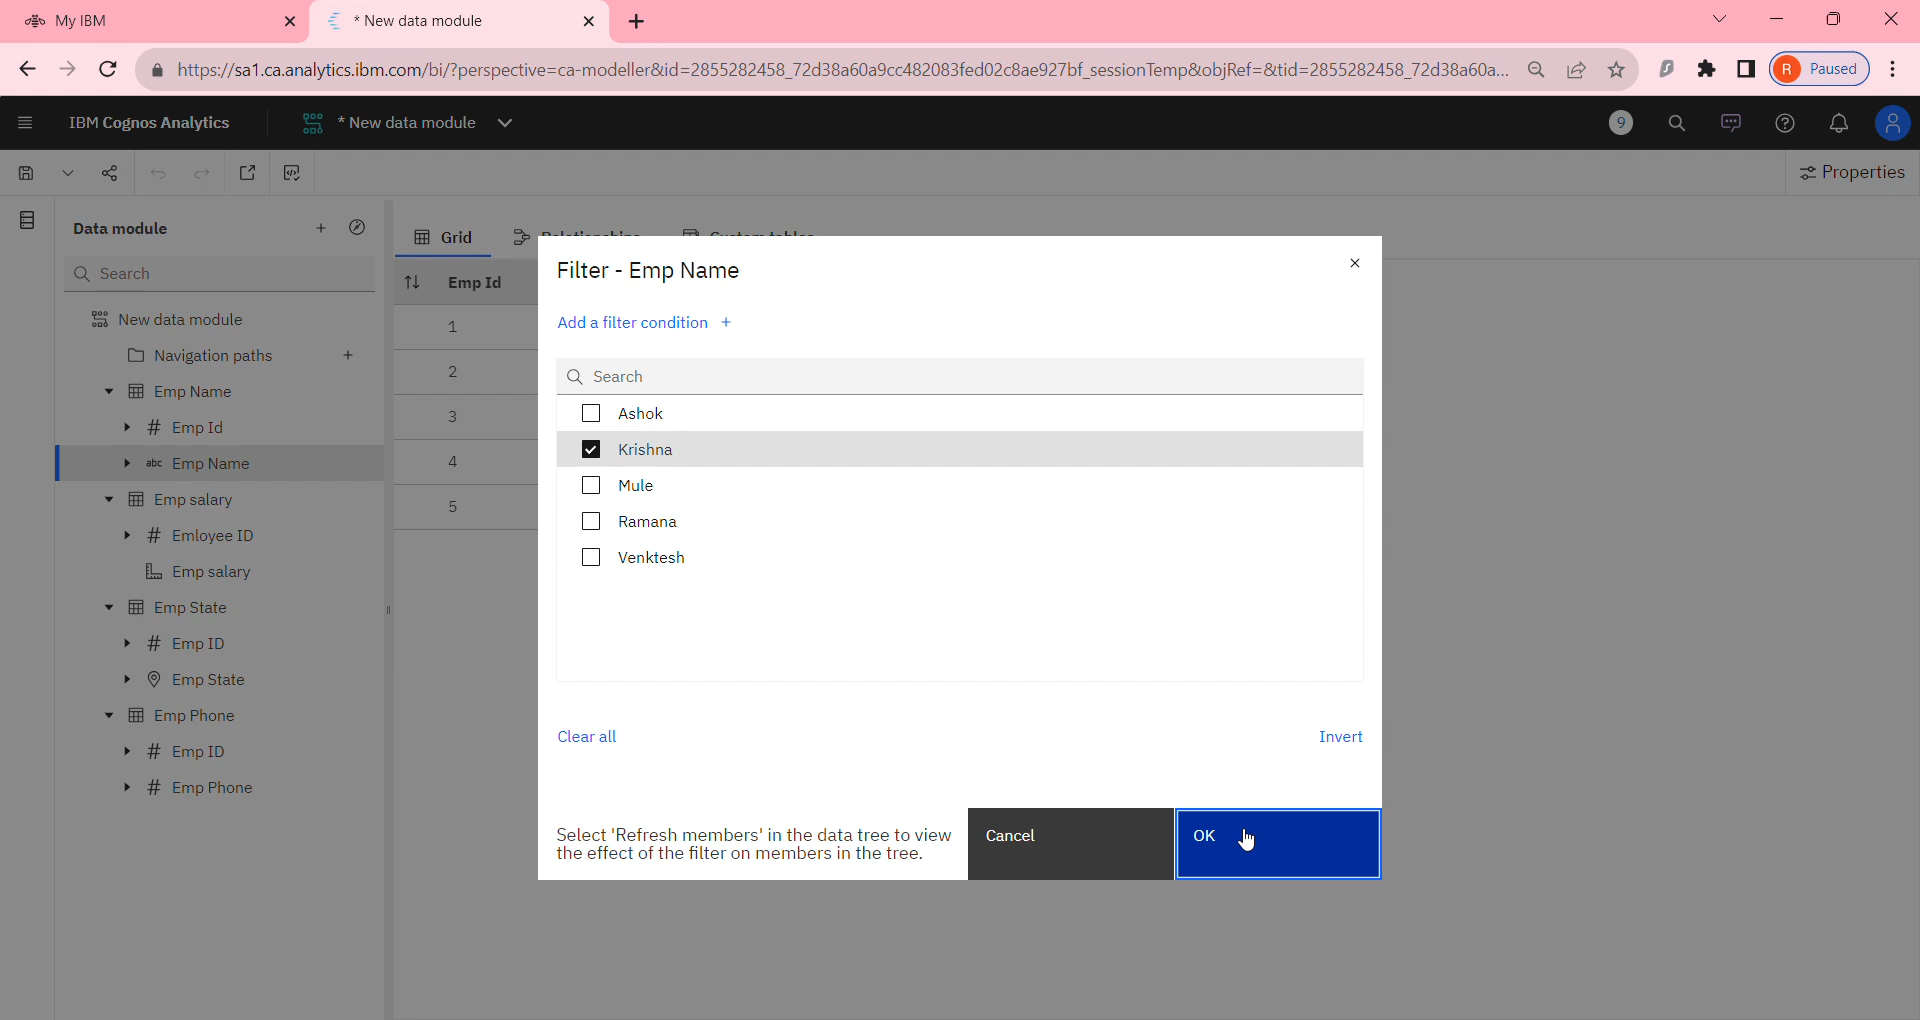 My IBM
* New data module
https://sa1.ca.analytics.ibm.com/bi/?perspective=ca-modeller&id=2855282458_72d38a60a9cc482083fed02c8ae927bf_sessionTemp&objRef=&tid=2855282458_72d38a60a...
R Paused
IBM Cognos Analytics
* New data module
9
Properties
Data module
Search
New data module
Navigation paths
Emp Name
# Emp Id
abc Emp Name
Emp salary
# Emloyee ID
Emp salary
Emp State
# Emp ID
Emp State
Emp Phone
# Emp ID
# Emp Phone
Grid
Relationships
Custom tables
Emp Id
1
2
3
4
5
Filter - Emp Name
Add a filter condition +
Search
Ashok
Krishna
Mule
Ramana
Venktesh
Clear all
Invert
Select 'Refresh members' in the data tree to view
the effect of the filter on members in the tree.
Cancel
OK